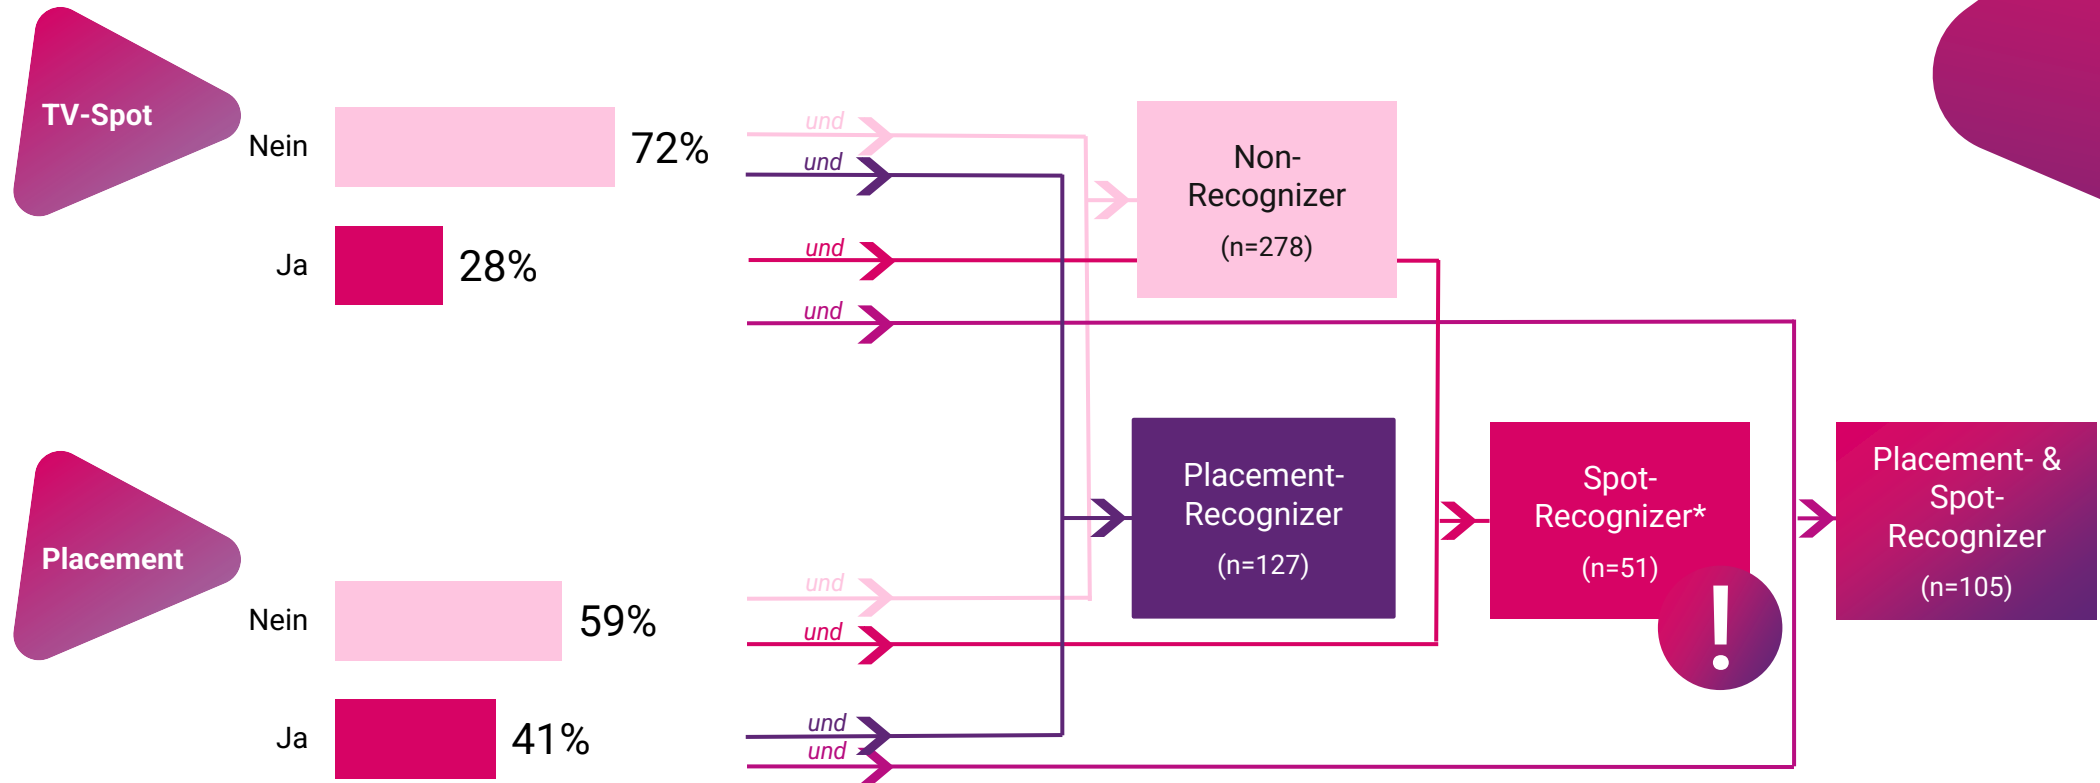 TV-Spot
Nein
72%
Ja
28%
und
und
und
und
Non-
Recognizer
(n=278)
Placement-
Recognizer
(n=127)
Spot-
Recognizer*
(n=51)
!
Placement- &
Spot-
Recognizer
(n=105)
Placement
Nein
59%
Ja
41%
und
und
und
und